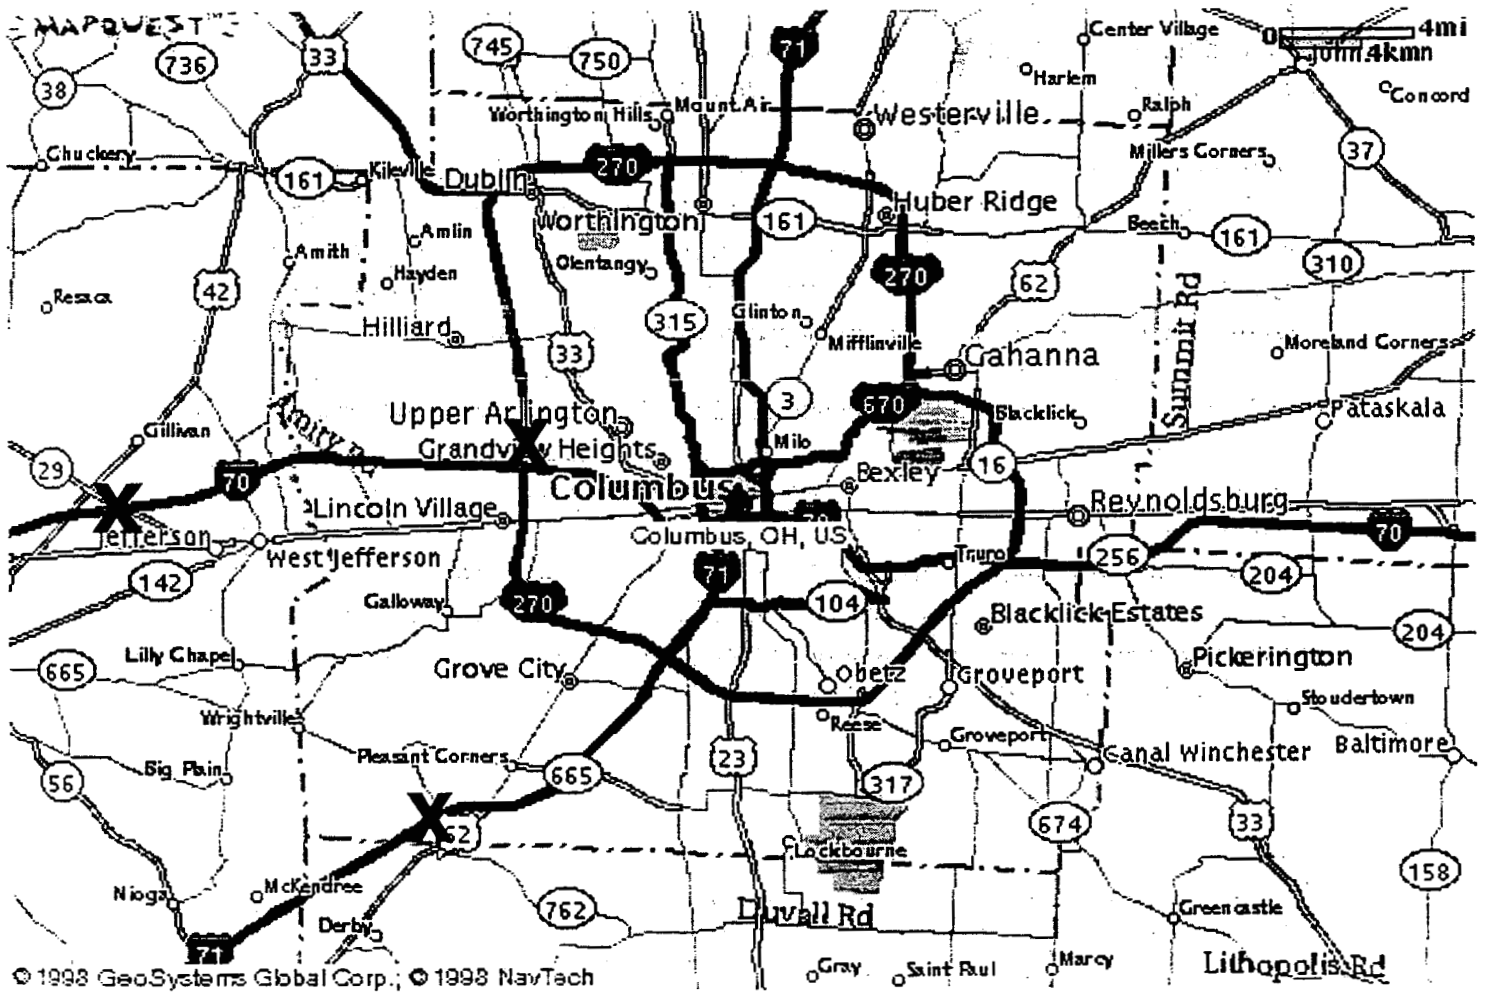 MAPQUEST
33
745
750
71
Center Village
0 4mi
4kmn
736
38
Harlem
Concord
Worthington Hills
Mount Air
Westerville
Ralph
37
Chuckery
161
Kileville
Dublin
270
Millers Corners
Worthington
161
Huber Ridge
Beech
161
Amlin
Amith
Hayden
Olentangy
270
62
310
Resaca
42
Summit Rd
Hilliard
315
Glinton
Mifflinville
33
Gahanna
Moreland Corners
Upper Arlington
3
670
Blacklick
Pataskala
Gillivan
Grandview Heights
Milo
29
70
X
Columbus
Bexley
16
X
Lincoln Village
Reynoldsburg
Jefferson
Columbus, OH, US
70
West Jefferson
Truro
256
142
71
204
Galloway
270
104
Blacklick Estates
204
Lilly Chapel
665
Grove City
Obetz
Groveport
Pickerington
Wrightville
Reese
Stoudertown
Pleasant Corners
Groveport
Canal Winchester
Baltimore
56
Big Plain
665
23
317
X
62
674
33
Lockbourne
158
Nioga
McKendree
762
Duvall Rd
Greencastle
Derby
71
Gray
Saint Paul
Marcy
Lithopolis Rd
© 1998 GeoSystems Global Corp.; © 1998 NavTech